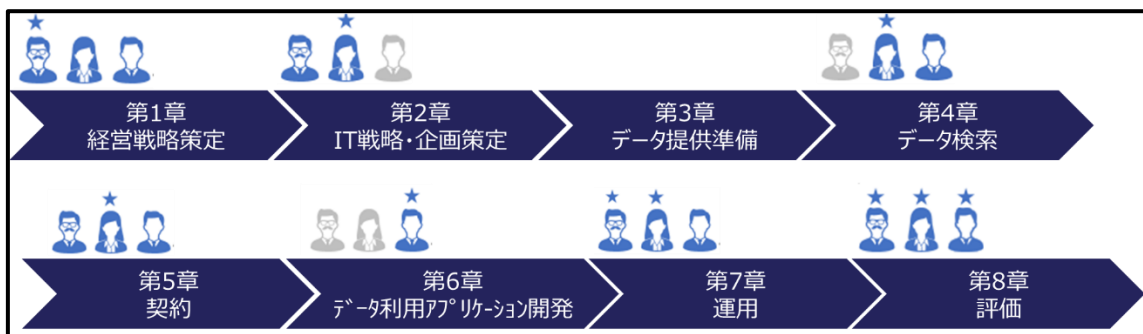 第1章
経営戦略策定
第2章
IT戦略・企画策定
第3章
データ提供準備
第4章
データ検索
第5章
契約
第6章
ﾃﾞｰﾀ利用ｱﾌﾟﾘｹｰｼｮﾝ開発
第7章
運用
第8章
評価